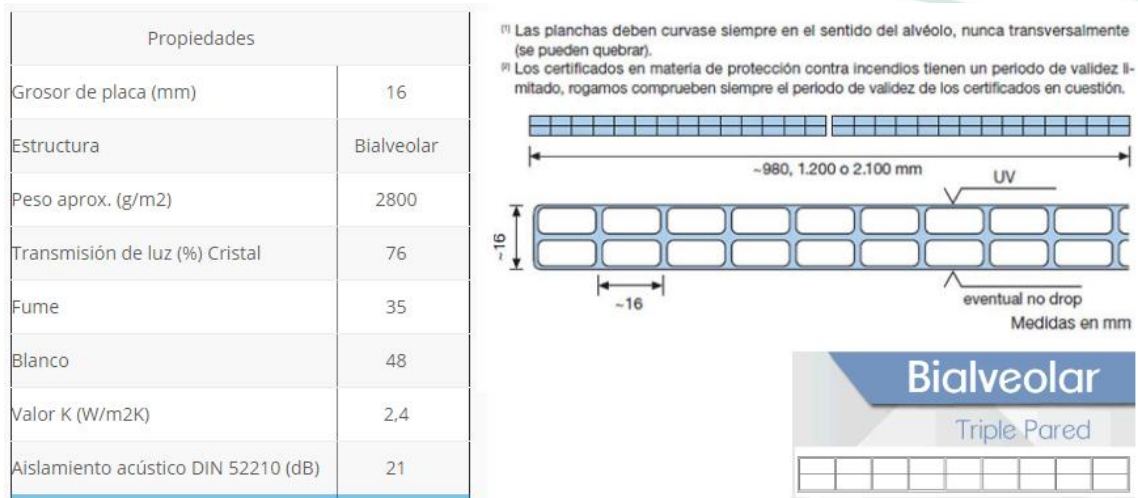 Propiedades
Grosor de placa (mm) 16
Estructura Bialveolar
Peso aprox. (g/m2) 2800
Transmisión de luz (%) Cristal 76
Fume 35
Blanco 48
Valor K (W/m2K) 2,4
Aislamiento acústico DIN 52210 (dB) 21
[1] Las planchas deben curvase siempre en el sentido del alvéolo, nunca transversalmente
(se pueden quebrar).
[2] Los certificados en materia de protección contra incendios tienen un periodo de validez li-
mitado, rogamos comprueben siempre el periodo de validez de los certificados en cuestión.
~980, 1.200 o 2.100 mm
UV
~16
~16
eventual no drop
Medidas en mm
Bialveolar
Triple Pared